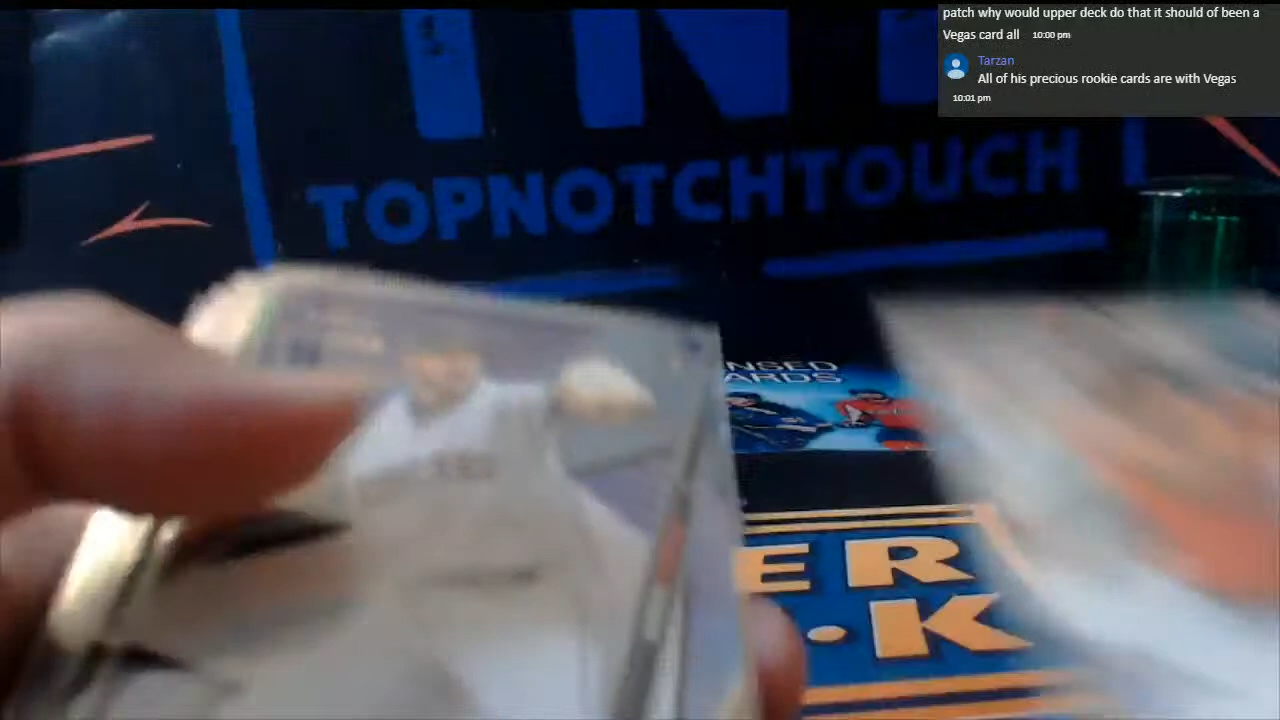 patch why would upper deck do that it should of been a
Vegas card all 10:00 pm
Tarzan
All of his precious rookie cards are with Vegas
10:01 pm
TNT
TOPNOTCHTOUCH
NSED
ARDS
ER
K